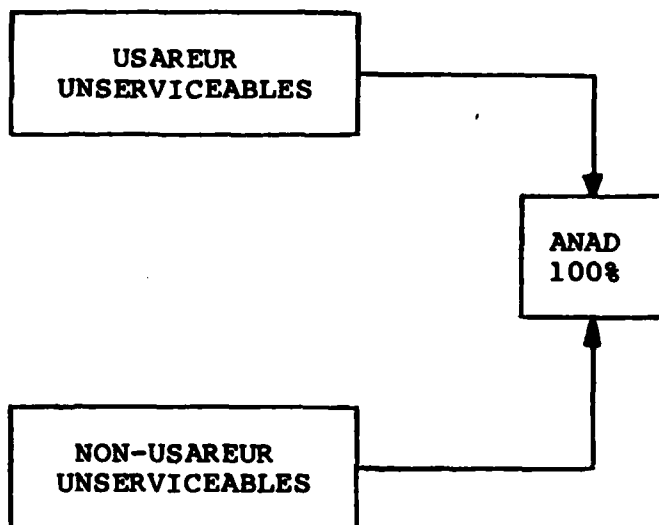 USAREUR
UNSERVICEABLES
ANAD
100%
NON-USAREUR
UNSERVICEABLES